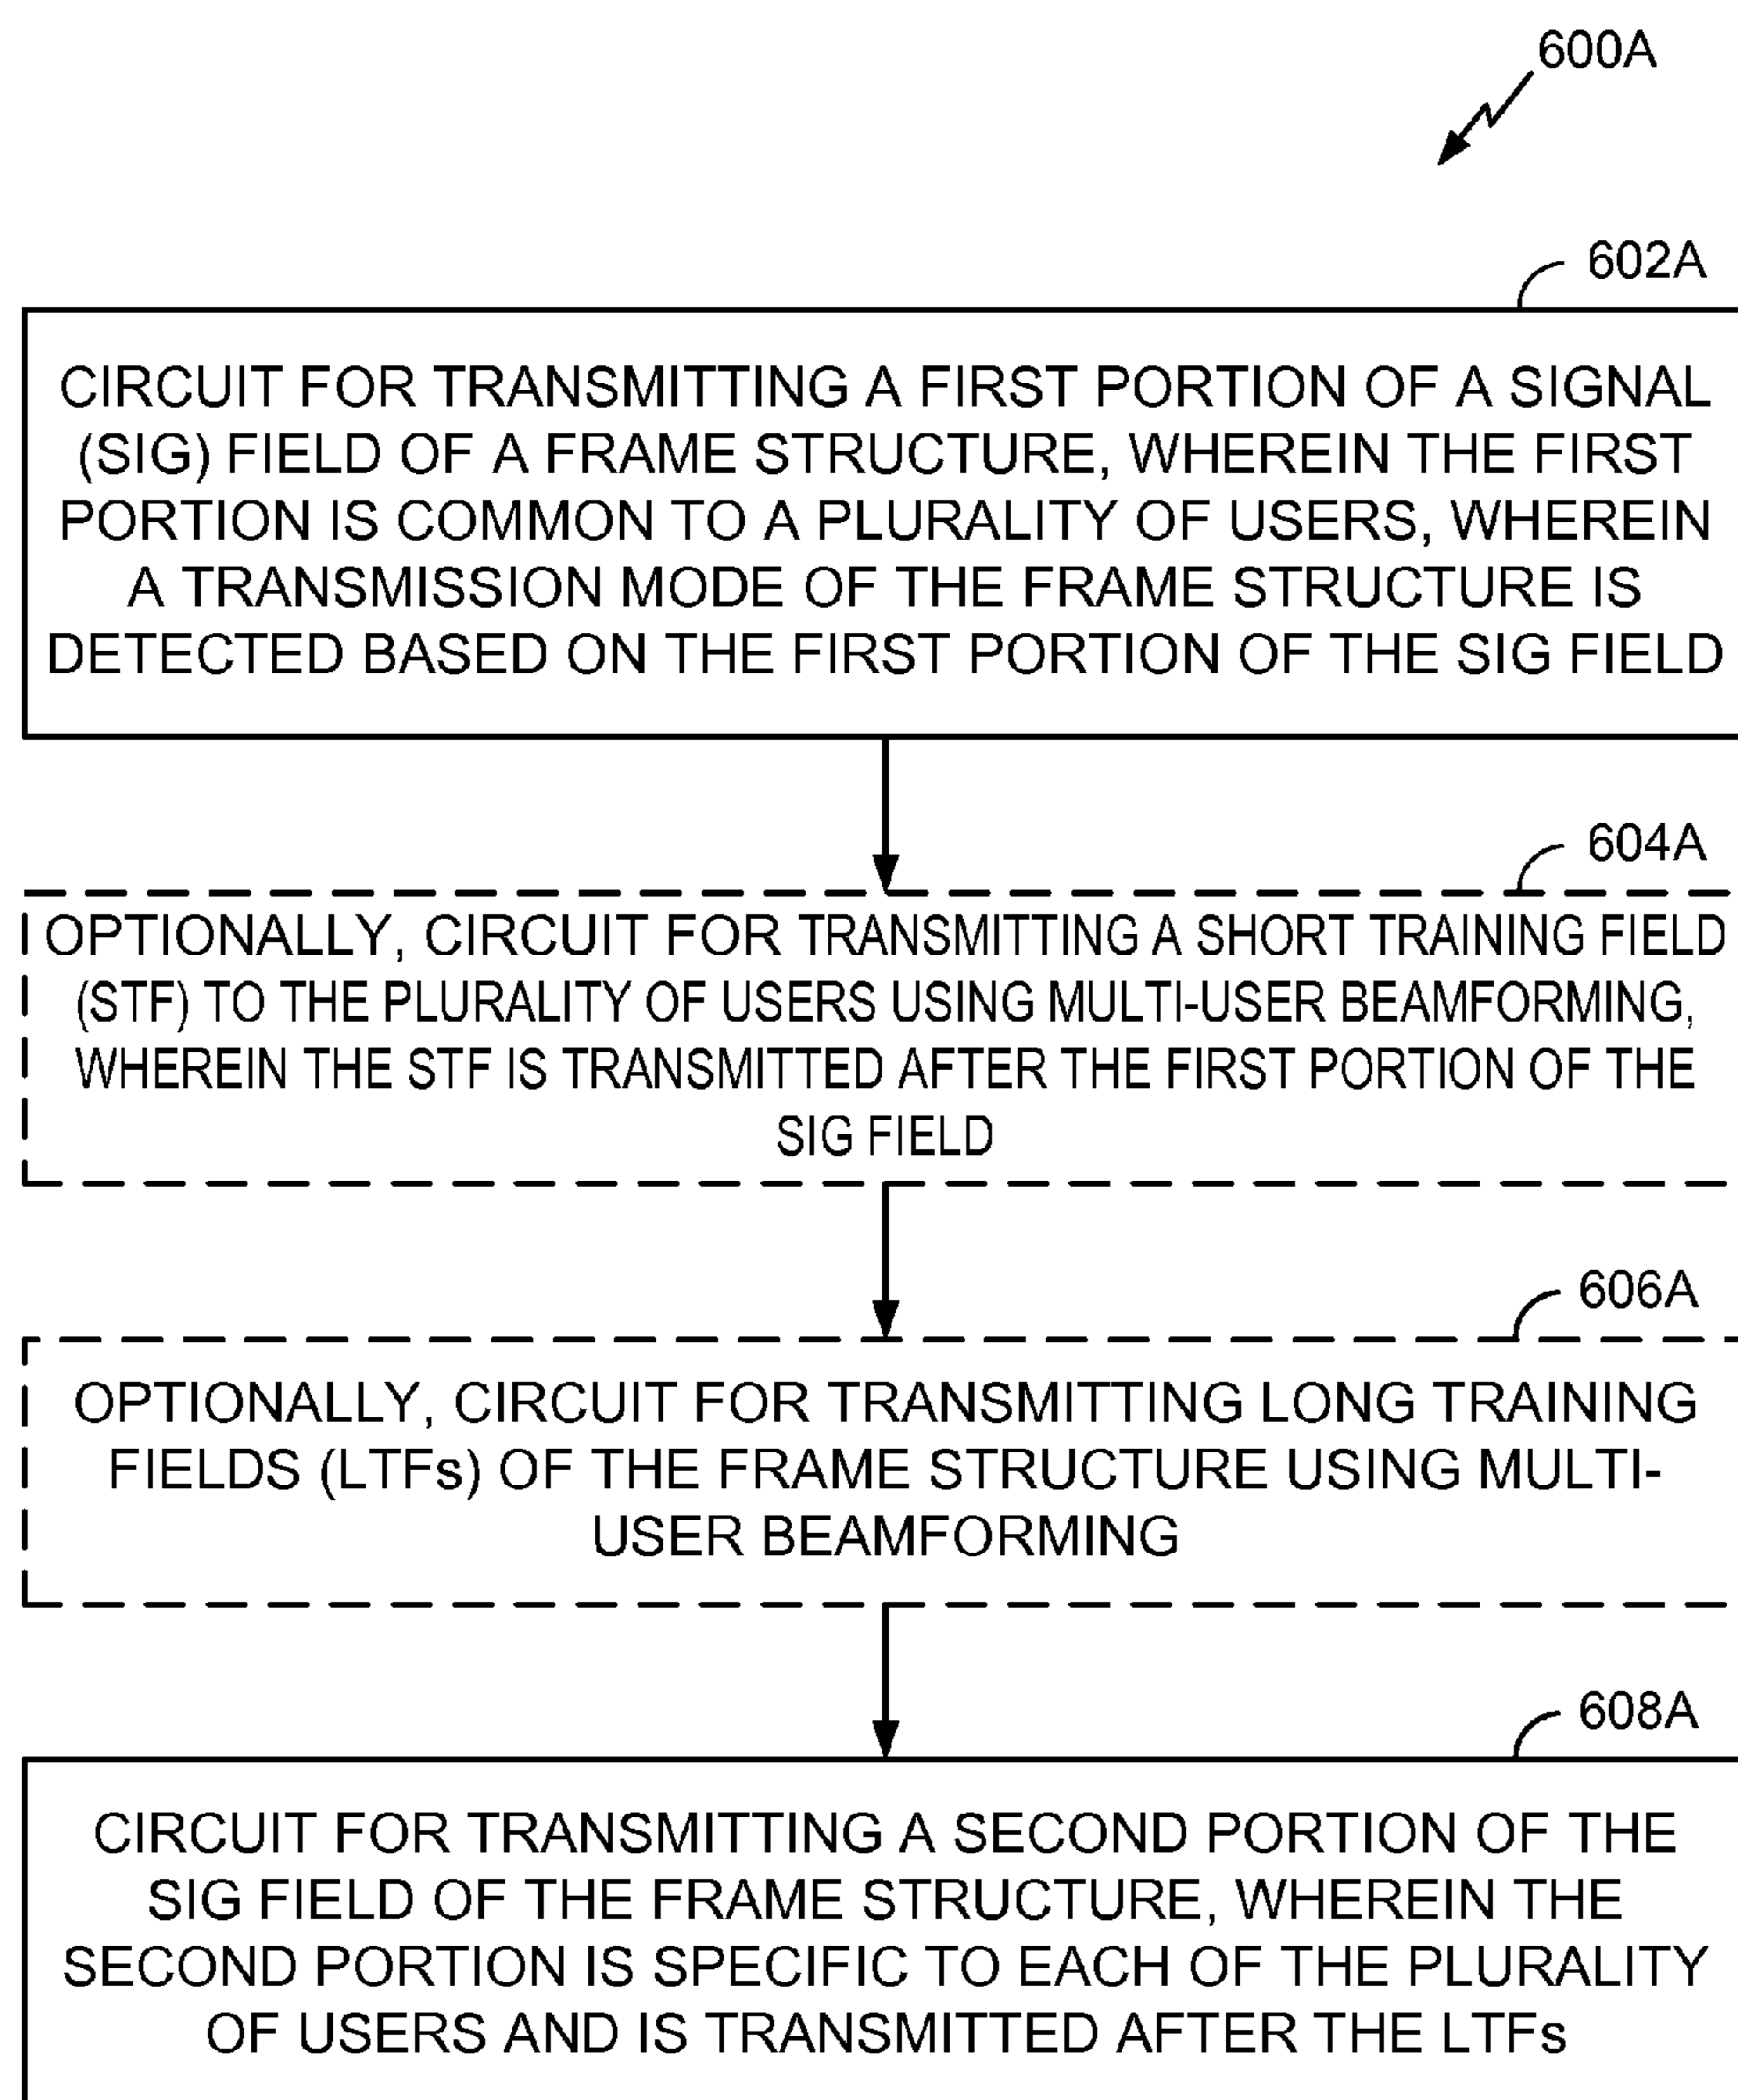 600A
602A
CIRCUIT FOR TRANSMITTING A FIRST PORTION OF A SIGNAL
(SIG) FIELD OF A FRAME STRUCTURE, WHEREIN THE FIRST
PORTION IS COMMON TO A PLURALITY OF USERS, WHEREIN
A TRANSMISSION MODE OF THE FRAME STRUCTURE IS
DETECTED BASED ON THE FIRST PORTION OF THE SIG FIELD
604A
OPTIONALLY, CIRCUIT FOR TRANSMITTING A SHORT TRAINING FIELD
(STF) TO THE PLURALITY OF USERS USING MULTI-USER BEAMFORMING,
WHEREIN THE STF IS TRANSMITTED AFTER THE FIRST PORTION OF THE
SIG FIELD
606A
OPTIONALLY, CIRCUIT FOR TRANSMITTING LONG TRAINING
FIELDS (LTFs) OF THE FRAME STRUCTURE USING MULTI-
USER BEAMFORMING
608A
CIRCUIT FOR TRANSMITTING A SECOND PORTION OF THE
SIG FIELD OF THE FRAME STRUCTURE, WHEREIN THE
SECOND PORTION IS SPECIFIC TO EACH OF THE PLURALITY
OF USERS AND IS TRANSMITTED AFTER THE LTFs